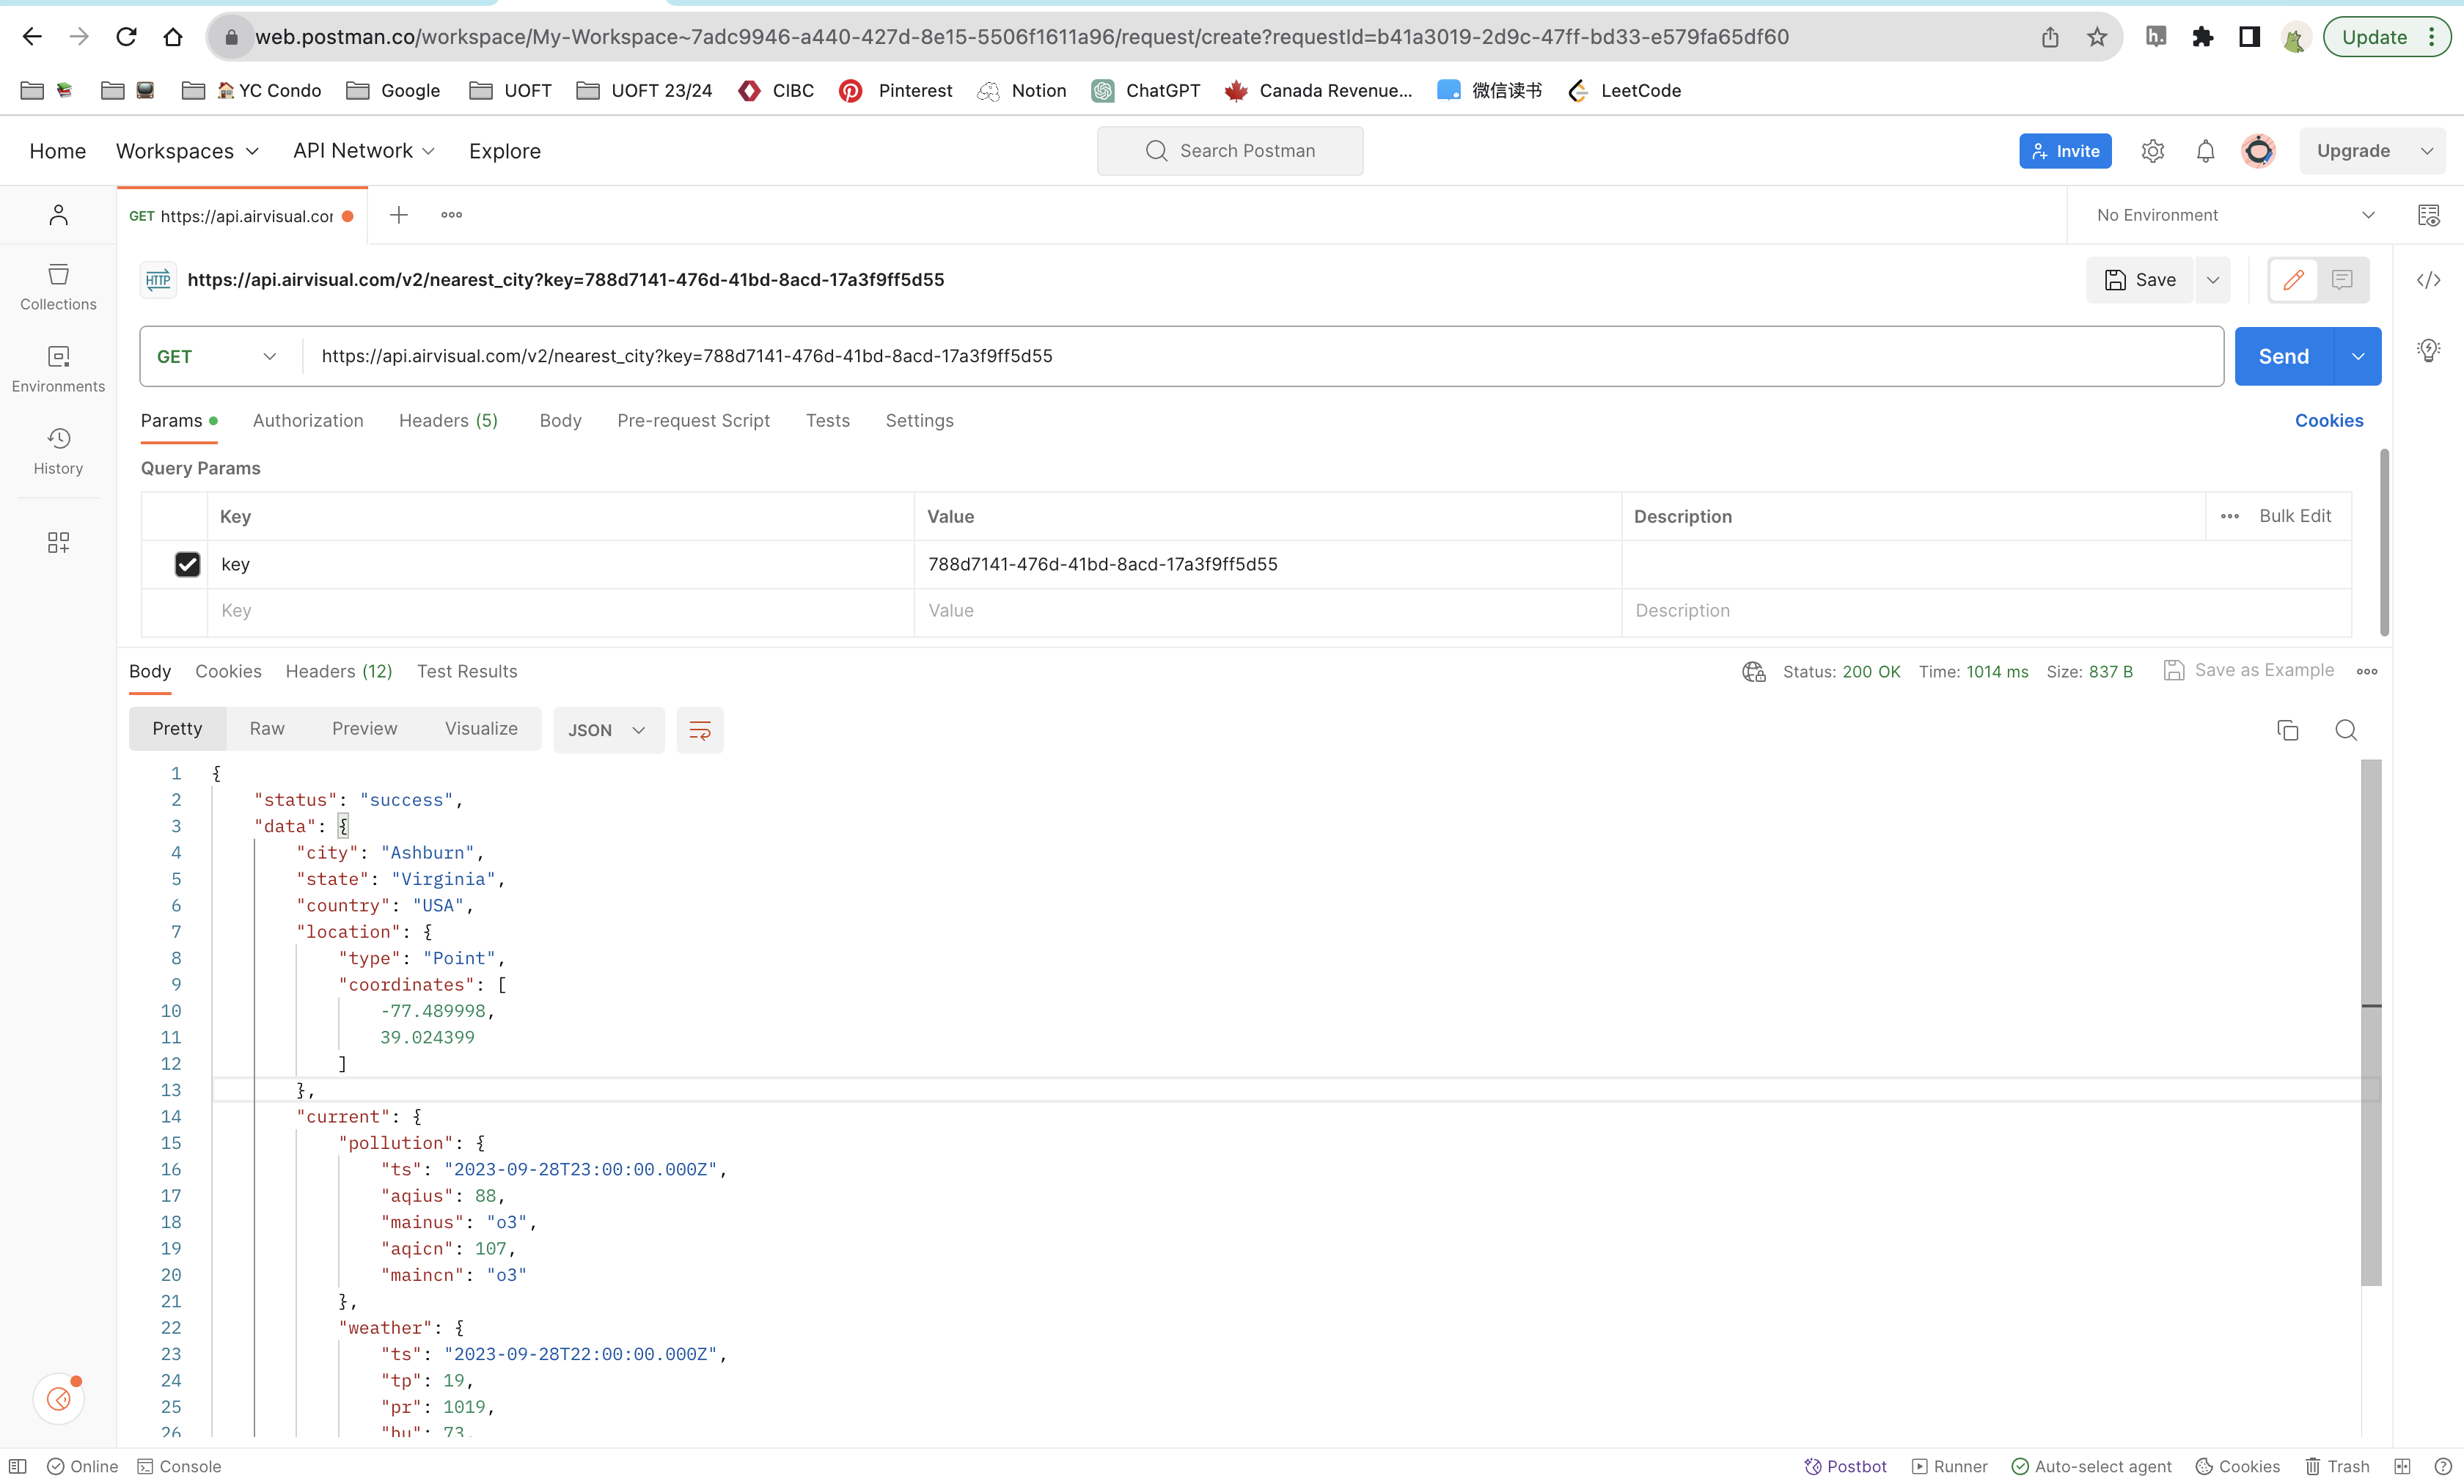 web.postman.co/workspace/My-Workspace~7adc9946-a440-427d-8e15-5506f1611a96/request/create?requestId=b41a3019-2d9c-47ff-bd33-e579fa65df60
h.
Update
YC Condo Google UOFT UOFT 23/24 CIBC Pinterest Notion ChatGPT Canada Revenue... 微信读书 LeetCode
Home Workspaces API Network Explore Search Postman Invite Upgrade
GET https://api.airvisual.cor No Environment
Collections
Environments
History
HTTP https://api.airvisual.com/v2/nearest_city?key=788d7141-476d-41bd-8acd-17a3f9ff5d55 Save
GET https://api.airvisual.com/v2/nearest_city?key=788d7141-476d-41bd-8acd-17a3f9ff5d55 Send
Params Authorization Headers (5) Body Pre-request Script Tests Settings Cookies
Query Params
Key Value Description Bulk Edit
key 788d7141-476d-41bd-8acd-17a3f9ff5d55
Key Value Description
Body Cookies Headers (12) Test Results Status: 200 OK Time: 1014 ms Size: 837 B Save as Example
Pretty Raw Preview Visualize JSON
1 {
2 "status": "success",
3 "data": {
4 "city": "Ashburn",
5 "state": "Virginia",
6 "country": "USA",
7 "location": {
8 "type": "Point",
9 "coordinates": [
10 -77.489998,
11 39.024399
12 ]
13 },
14 "current": {
15 "pollution": {
16 "ts": "2023-09-28T23:00:00.000Z",
17 "aqius": 88,
18 "mainus": "o3",
19 "aqicn": 107,
20 "maincn": "o3"
21 },
22 "weather": {
23 "ts": "2023-09-28T22:00:00.000Z",
24 "tp": 19,
25 "pr": 1019,
26 "hu": 73,
Online Console Postbot Runner Auto-select agent Cookies Trash